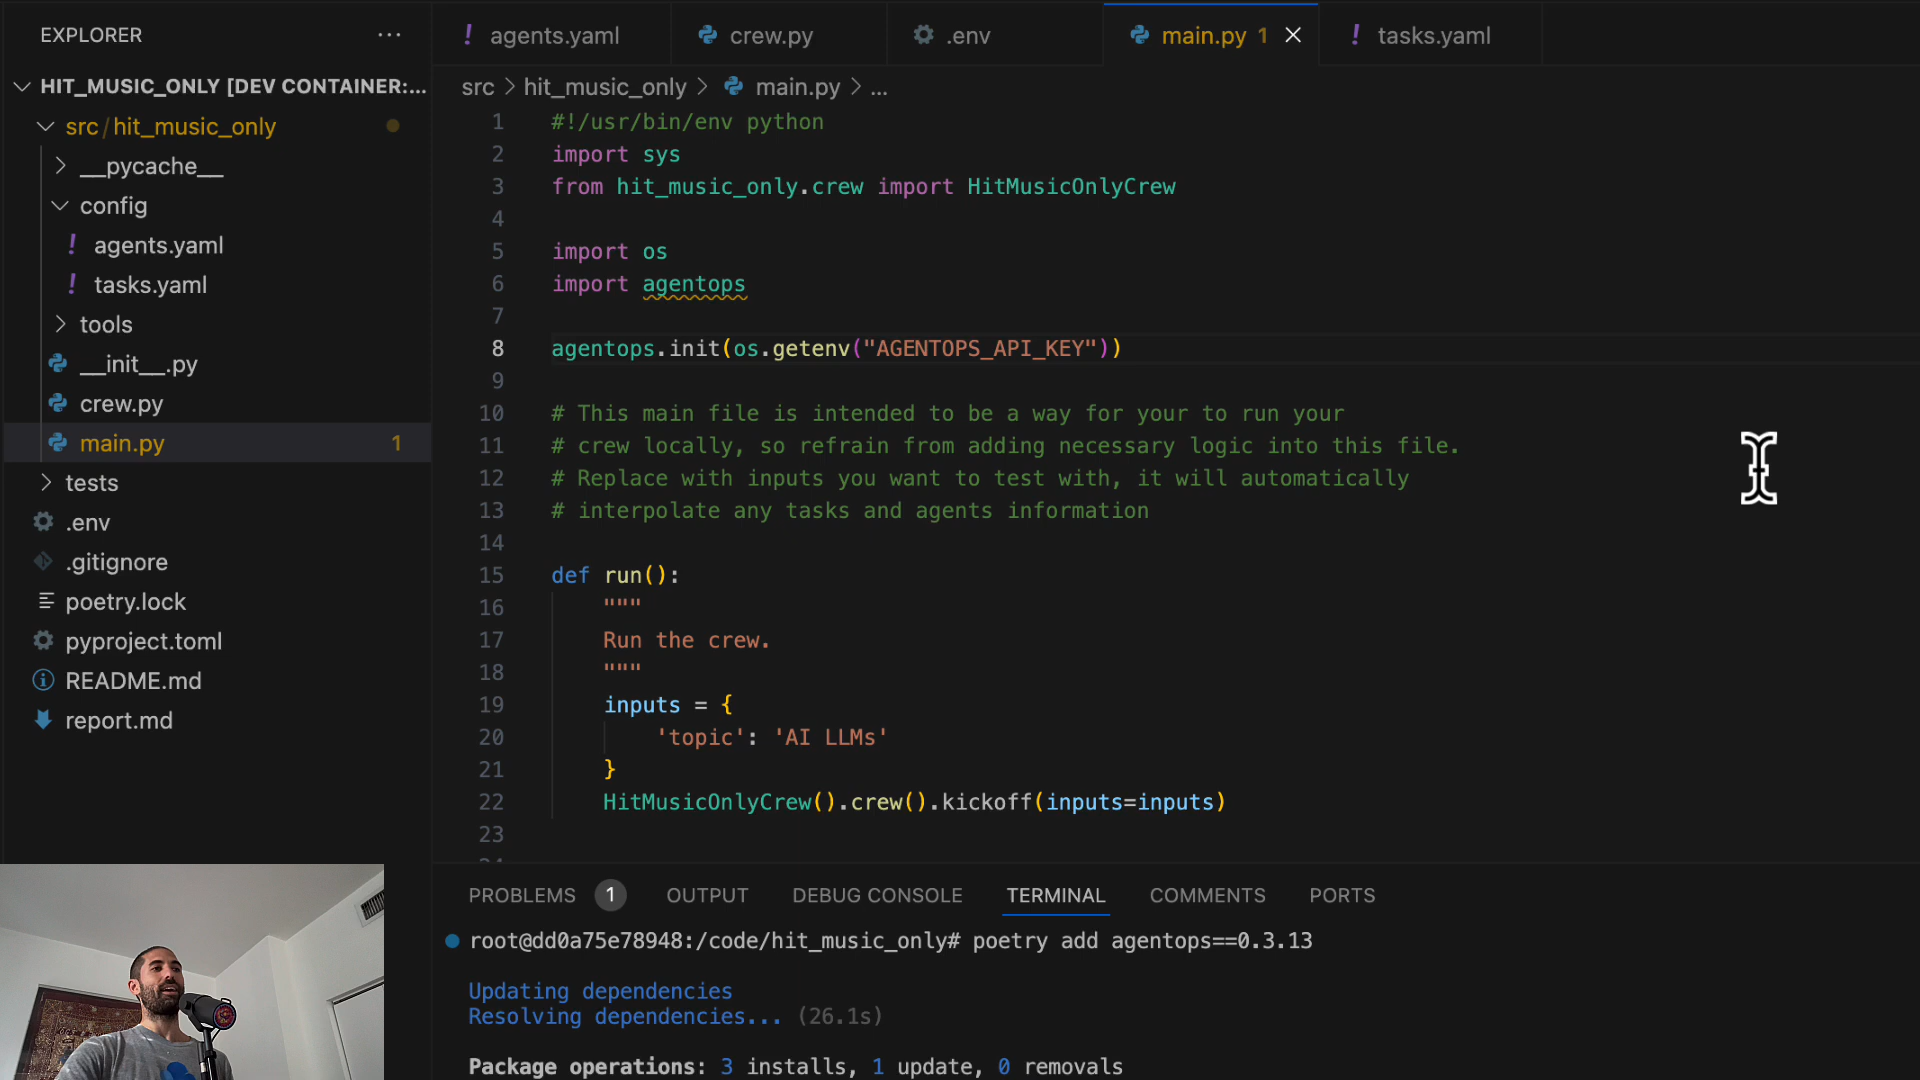 EXPLORER
HIT_MUSIC_ONLY [DEV CONTAINER:...
src/hit_music_only
__pycache__
config
! agents.yaml
! tasks.yaml
tools
__init__.py
crew.py
main.py 1
tests
.env
.gitignore
poetry.lock
pyproject.toml
README.md
report.md
! agents.yaml
crew.py
.env
main.py 1
! tasks.yaml
src > hit_music_only > main.py > ...
1 #!/usr/bin/env python
2 import sys
3 from hit_music_only.crew import HitMusicOnlyCrew
4
5 import os
6 import agentops
7
8 agentops.init(os.getenv("AGENTOPS_API_KEY"))
9
10 # This main file is intended to be a way for your to run your
11 # crew locally, so refrain from adding necessary logic into this file.
12 # Replace with inputs you want to test with, it will automatically
13 # interpolate any tasks and agents information
14
15 def run():
16 """
17 Run the crew.
18 """
19 inputs = {
20 'topic': 'AI LLMs'
21 }
22 HitMusicOnlyCrew().crew().kickoff(inputs=inputs)
23
PROBLEMS 1 OUTPUT DEBUG CONSOLE TERMINAL COMMENTS PORTS
root@dd0a75e78948:/code/hit_music_only# poetry add agentops==0.3.13
Updating dependencies
Resolving dependencies... (26.1s)
Package operations: 3 installs, 1 update, 0 removals